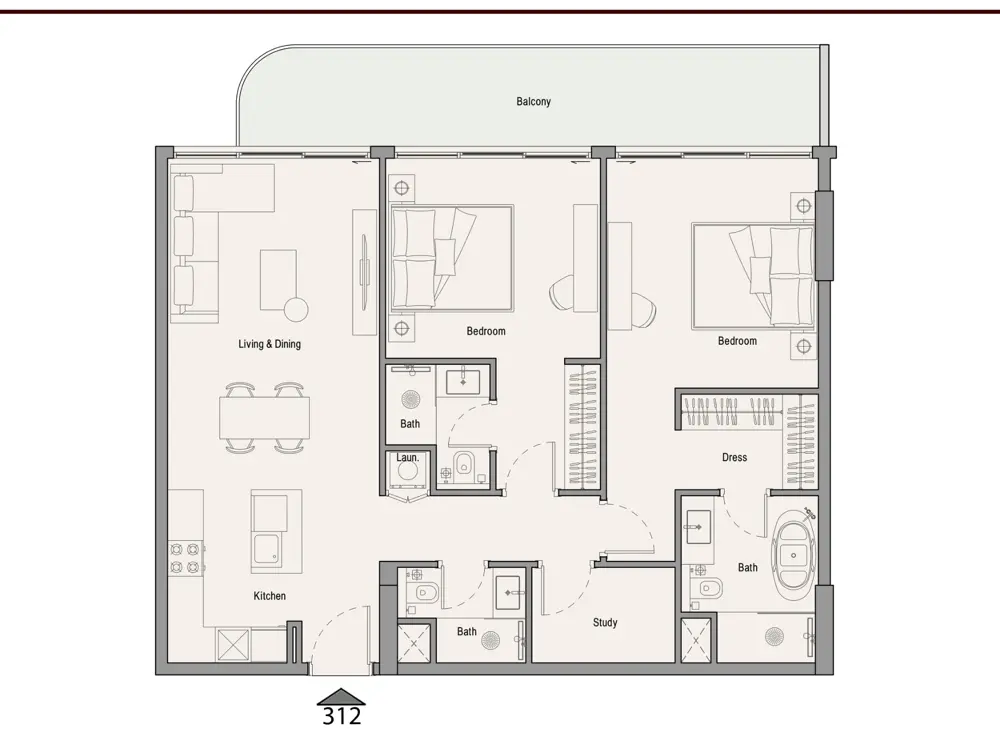 Balcony
Living & Dining
Bedroom
Bedroom
Bath
Laun.
Dress
Kitchen
Bath
Study
Bath
312